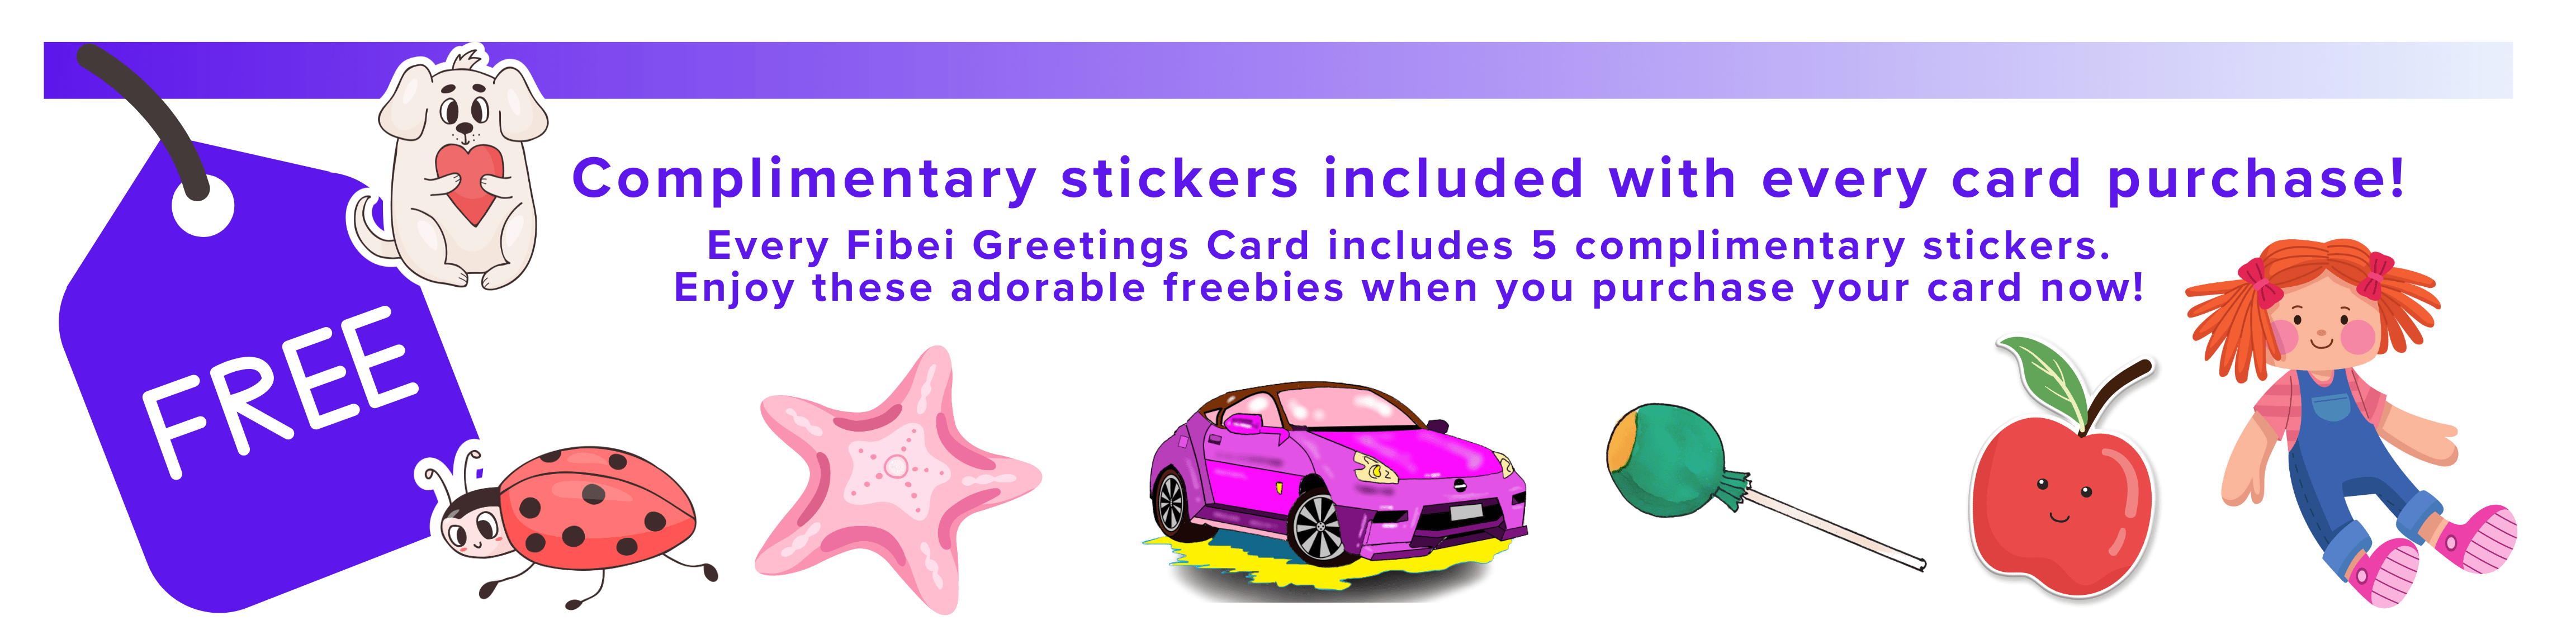 Complimentary stickers included with every card purchase!
Every Fibei Greetings Card includes 5 complimentary stickers.
Enjoy these adorable freebies when you purchase your card now!
FREE